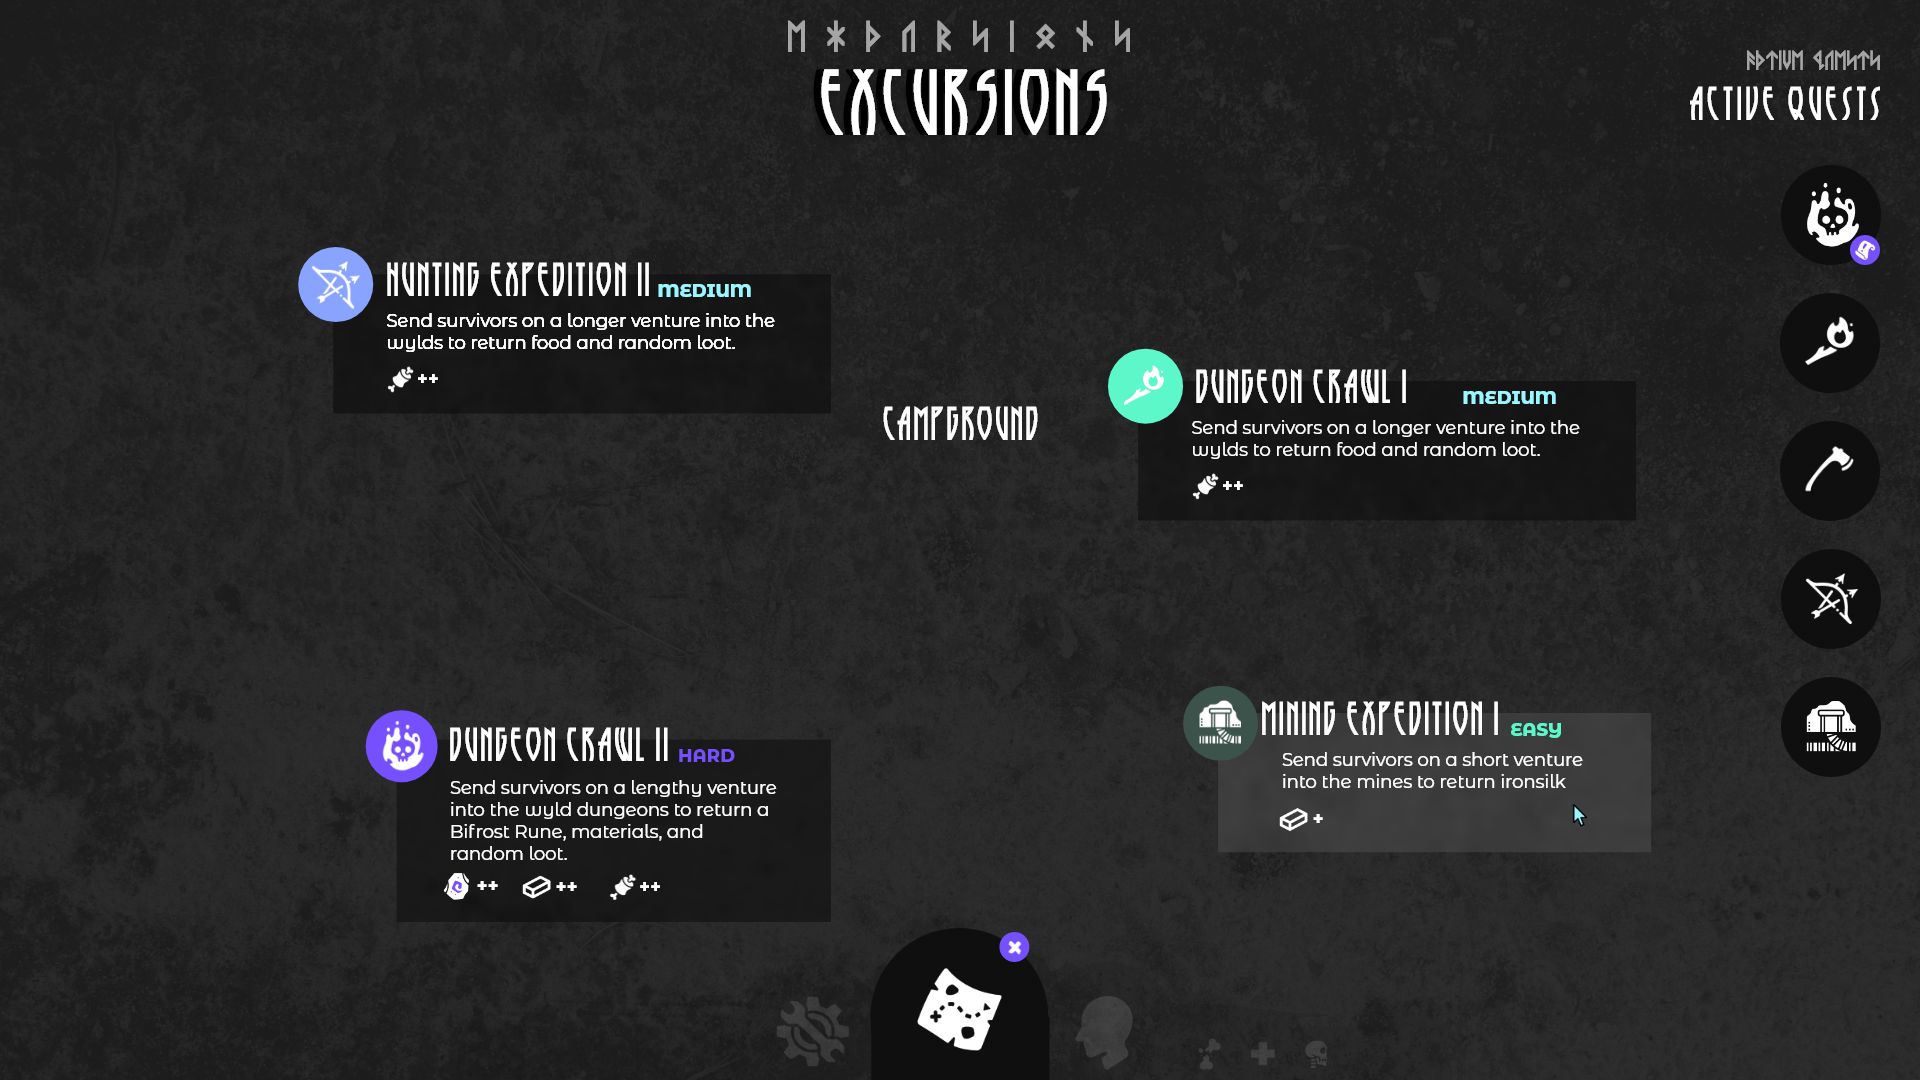 ᛖᚼᚦᚢᚱᛋᛁᛟᚾᛋ
EXCURSIONS
ACTIVE QUESTS
HUNTING EXPEDITION II MEDIUM
Send survivors on a longer venture into the
wylds to return food and random loot.
++
CAMPGROUND
DUNGEON CRAWL I MEDIUM
Send survivors on a longer venture into the
wylds to return food and random loot.
++
DUNGEON CRAWL II HARD
Send survivors on a lengthy venture
into the wyld dungeons to return a
Bifrost Rune, materials, and
random loot.
++ ++ ++
MINING EXPEDITION I EASY
Send survivors on a short venture
into the mines to return ironsilk
+